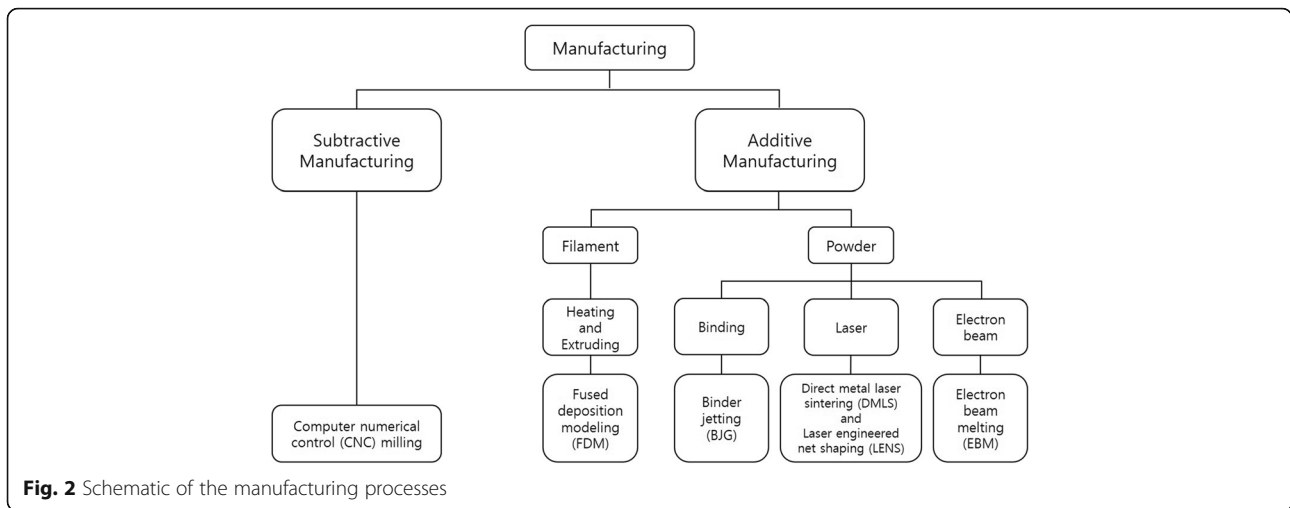 Manufacturing
Subtractive
Manufacturing
Additive
Manufacturing
Filament
Powder
Heating
and
Extruding
Binding
Laser
Electron
beam
Computer numerical
control (CNC) milling
Fused
deposition
modeling
(FDM)
Binder
jetting
(BJG)
Direct metal laser
sintering (DMLS)
and
Laser engineered
net shaping (LENS)
Electron
beam
melting
(EBM)
Fig. 2 Schematic of the manufacturing processes